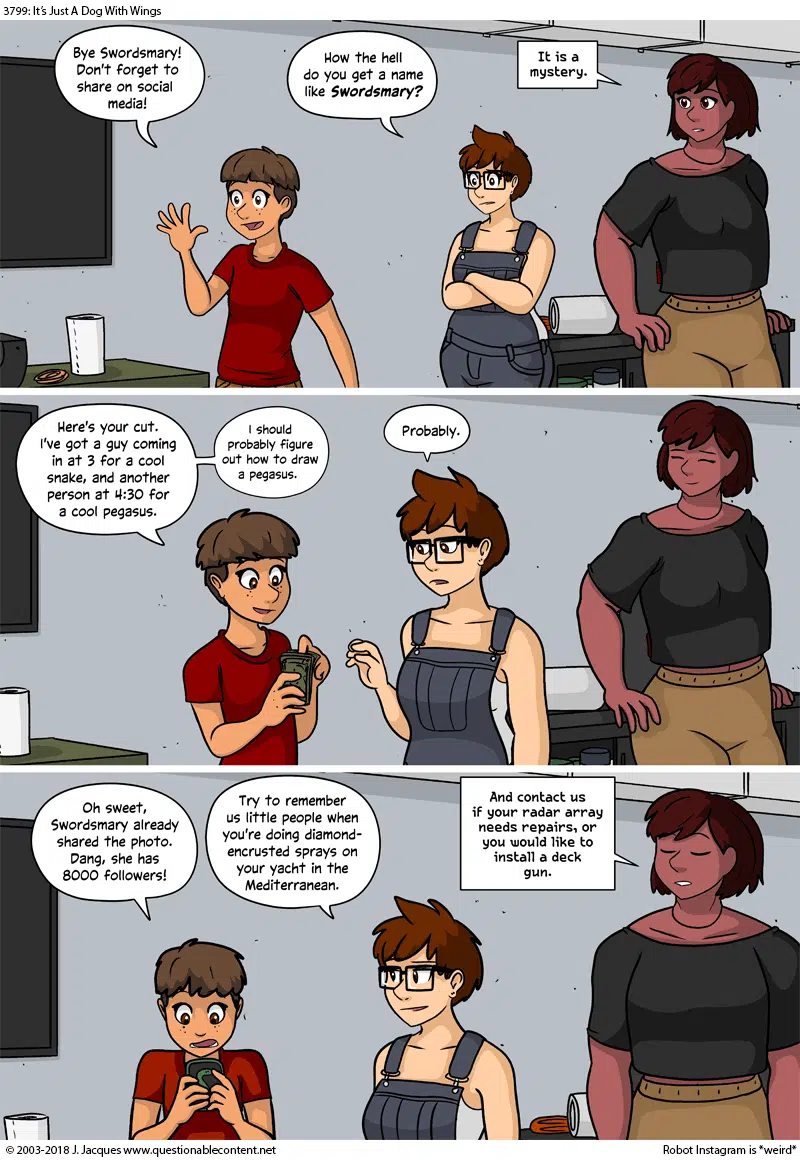 3799: It's Just A Dog With Wings
Bye Swordsmary!
Don't forget to
share on social
media!
How the hell
do you get a name
like Swordsmary?
It is a
mystery.
Here's your cut.
I've got a guy coming
in at 3 for a cool
snake, and another
person at 4:30 for
a cool pegasus.
I should
probably figure
out how to draw
a pegasus.
Probably.
Oh sweet,
Swordsmary already
shared the photo.
Dang, she has
8000 followers!
Try to remember
us little people when
you're doing diamond-
encrusted sprays on
your yacht in the
Mediterranean.
And contact us
if your radar array
needs repairs, or
you would like to
install a deck
gun.
© 2003-2018 J. Jacques www.questionablecontent.net
Robot Instagram is *weird*